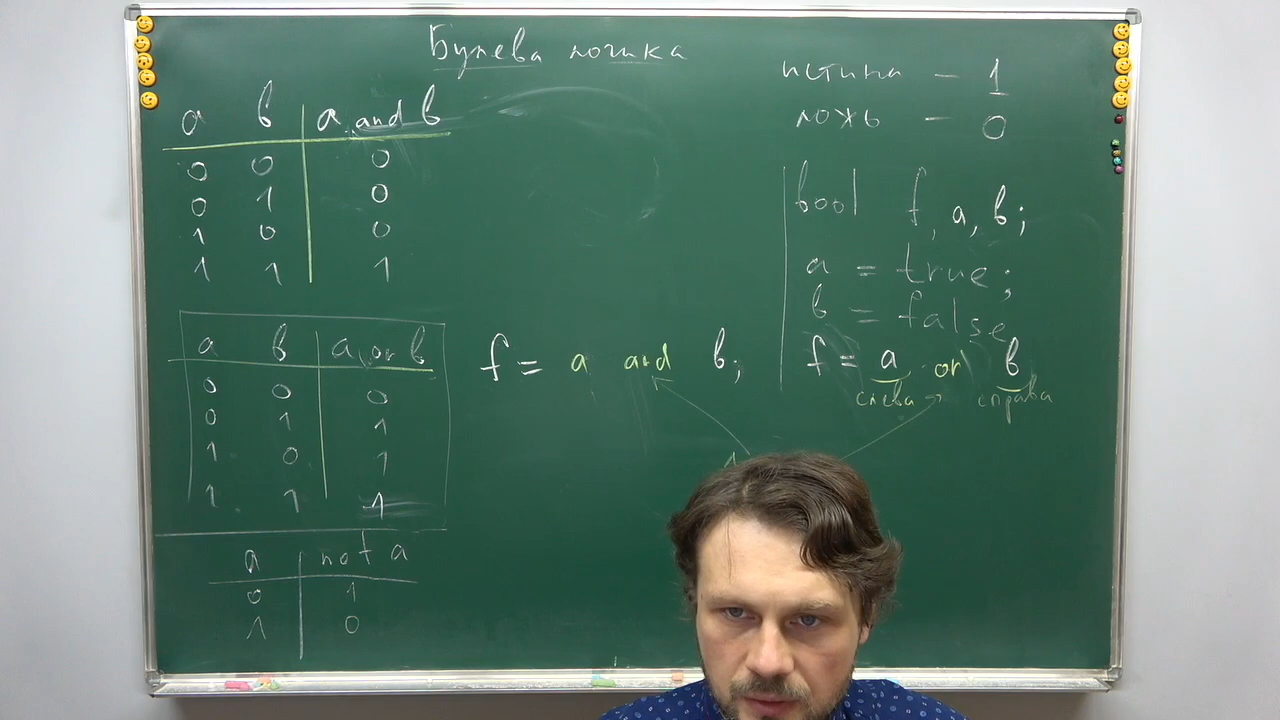 Булева логика
истина – 1
ложь – 0
a b a and b
0 0 0
0 1 0
1 0 0
1 1 1
bool f, a, b;
a = true;
b = false
f = a or b
слева справа
f = a and b;
a b a or b
0 0 0
0 1 1
1 0 1
1 1 1
a not a
0 1
1 0